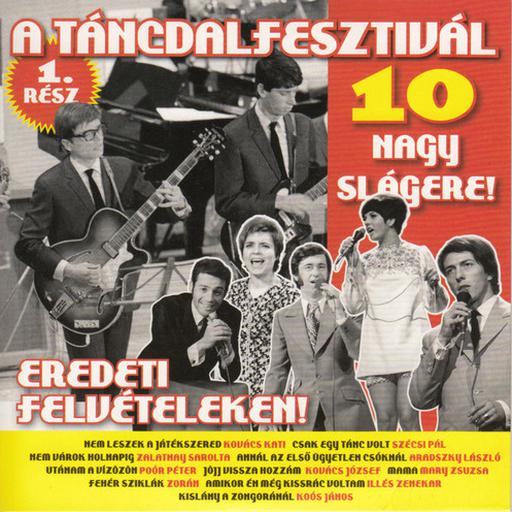 A TÁNCDALFESZTIVÁL
1.
RÉSZ
10
NAGY
SLÁGERE!
EREDETI
FELVÉTELEKEN!
NEM LESZEK A JÁTÉKSZERED KOVÁCS KATI CSAK EGY TÁNC VOLT SZÉCSI PÁL
NEM VÁROK HOLNAPIG ZALATNAY SAROLTA ANNÁL AZ ELSŐ ÜGYETLEN CSÓKNÁL ARADSZKY LÁSZLÓ
UTÁNAM A VÍZÖZÖN POÓR PÉTER JÖJJ VISSZA HOZZÁM KOVÁCS JÓZSEF MAMA MARY ZSUZSA
FEHÉR SZIKLÁK ZORÁN AMIKOR ÉN MÉG KISSRÁC VOLTAM ILLÉS ZENEKAR
KISLÁNY A ZONGORÁNÁL KOÓS JÁNOS